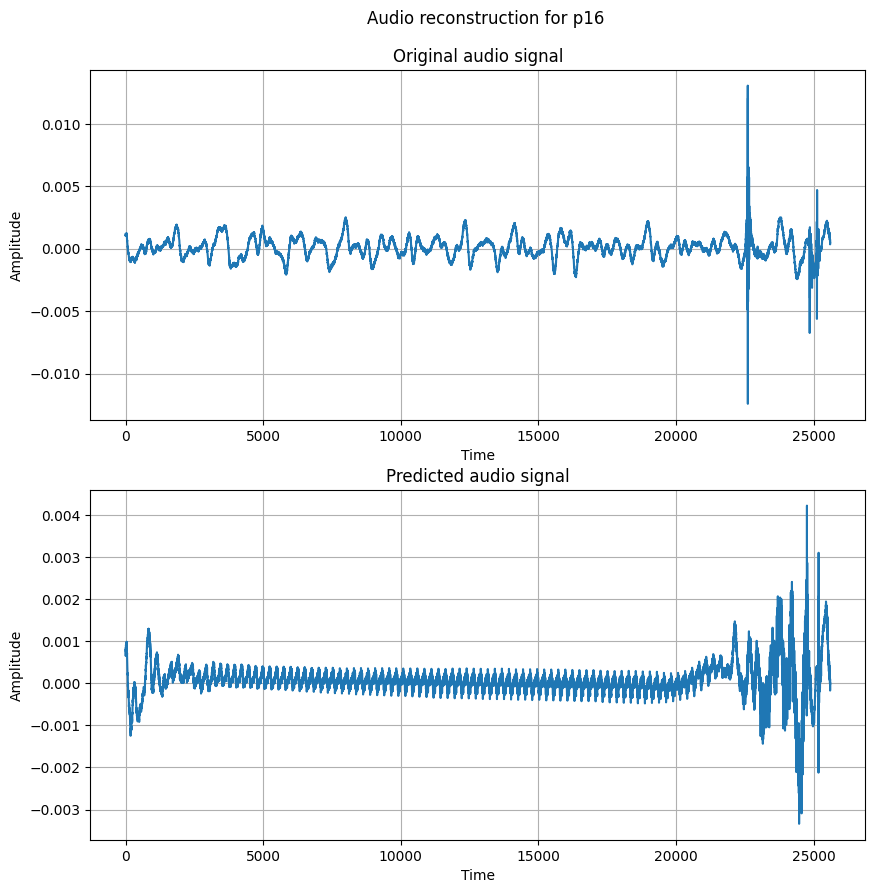 Audio reconstruction for p16
Original audio signal
0.010
0.005
0.000
−0.005
−0.010
Amplitude
0 5000 10000 15000 20000 25000
Time
Predicted audio signal
0.004
0.003
0.002
0.001
0.000
−0.001
−0.002
−0.003
Amplitude
0 5000 10000 15000 20000 25000
Time